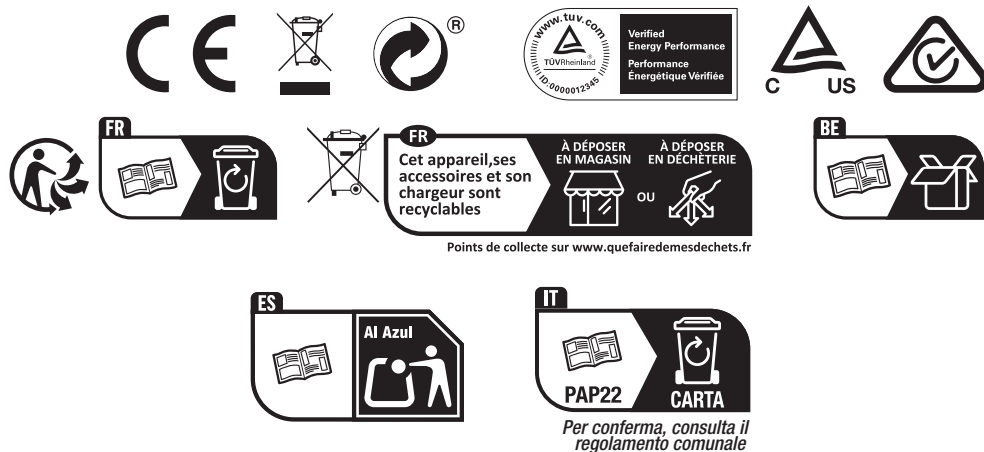 CE
®
www.tuv.com
TÜVRheinland
®
ID:0000012345
Verified
Energy Performance
Performance
Énergétique Vérifiée
C US
FR
FR
Cet appareil,ses
accessoires et son
chargeur sont
recyclables
À DÉPOSER
EN MAGASIN
OU
À DÉPOSER
EN DÉCHÈTERIE
Points de collecte sur www.quefairedemesdechets.fr
BE
ES
Al Azul
IT
PAP22
CARTA
Per conferma, consulta il
regolamento comunale